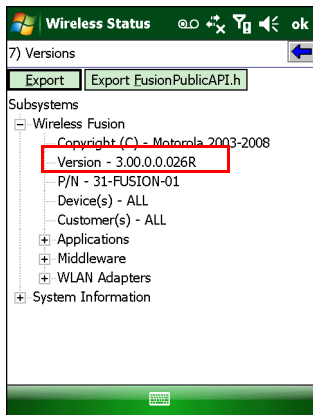 Wireless Status ok
7) Versions
Export Export FusionPublicAPI.h
Subsystems
Wireless Fusion
Copyright (C) - Motorola 2003-2008
Version - 3.00.0.0.026R
P/N - 31-FUSION-01
Device(s) - ALL
Customer(s) - ALL
Applications
Middleware
WLAN Adapters
System Information